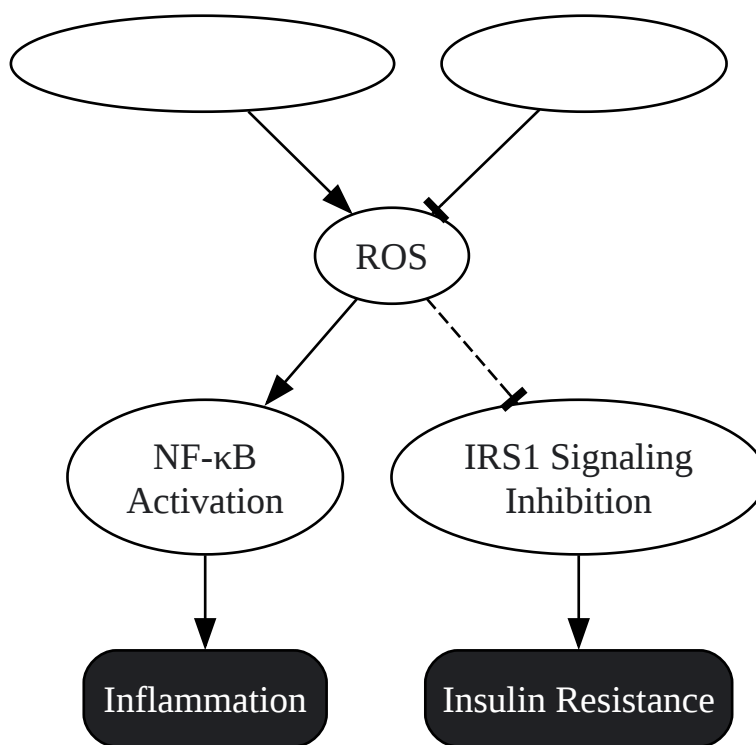 ROS
NF-κB
Activation
IRS1 Signaling
Inhibition
Inflammation
Insulin Resistance